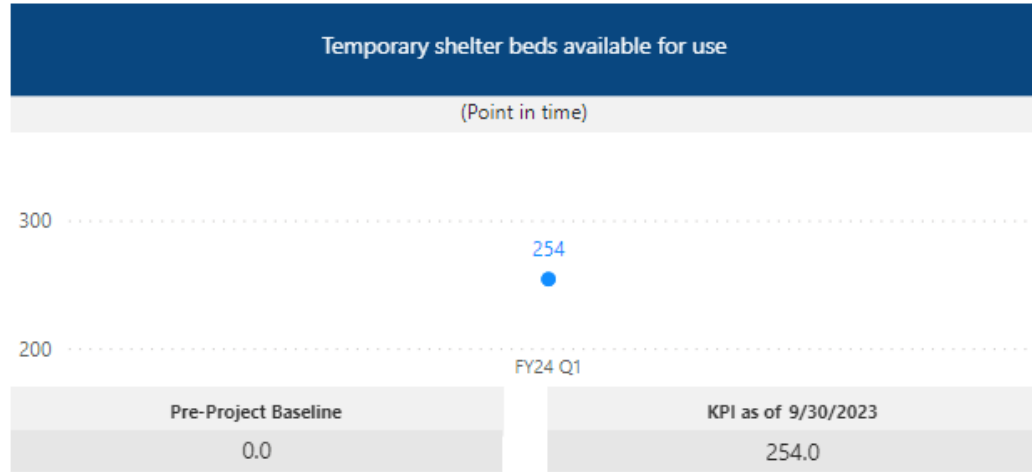 Temporary shelter beds available for use
(Point in time)
300
254
200
FY24 Q1
Pre-Project Baseline
KPI as of 9/30/2023
0.0
254.0